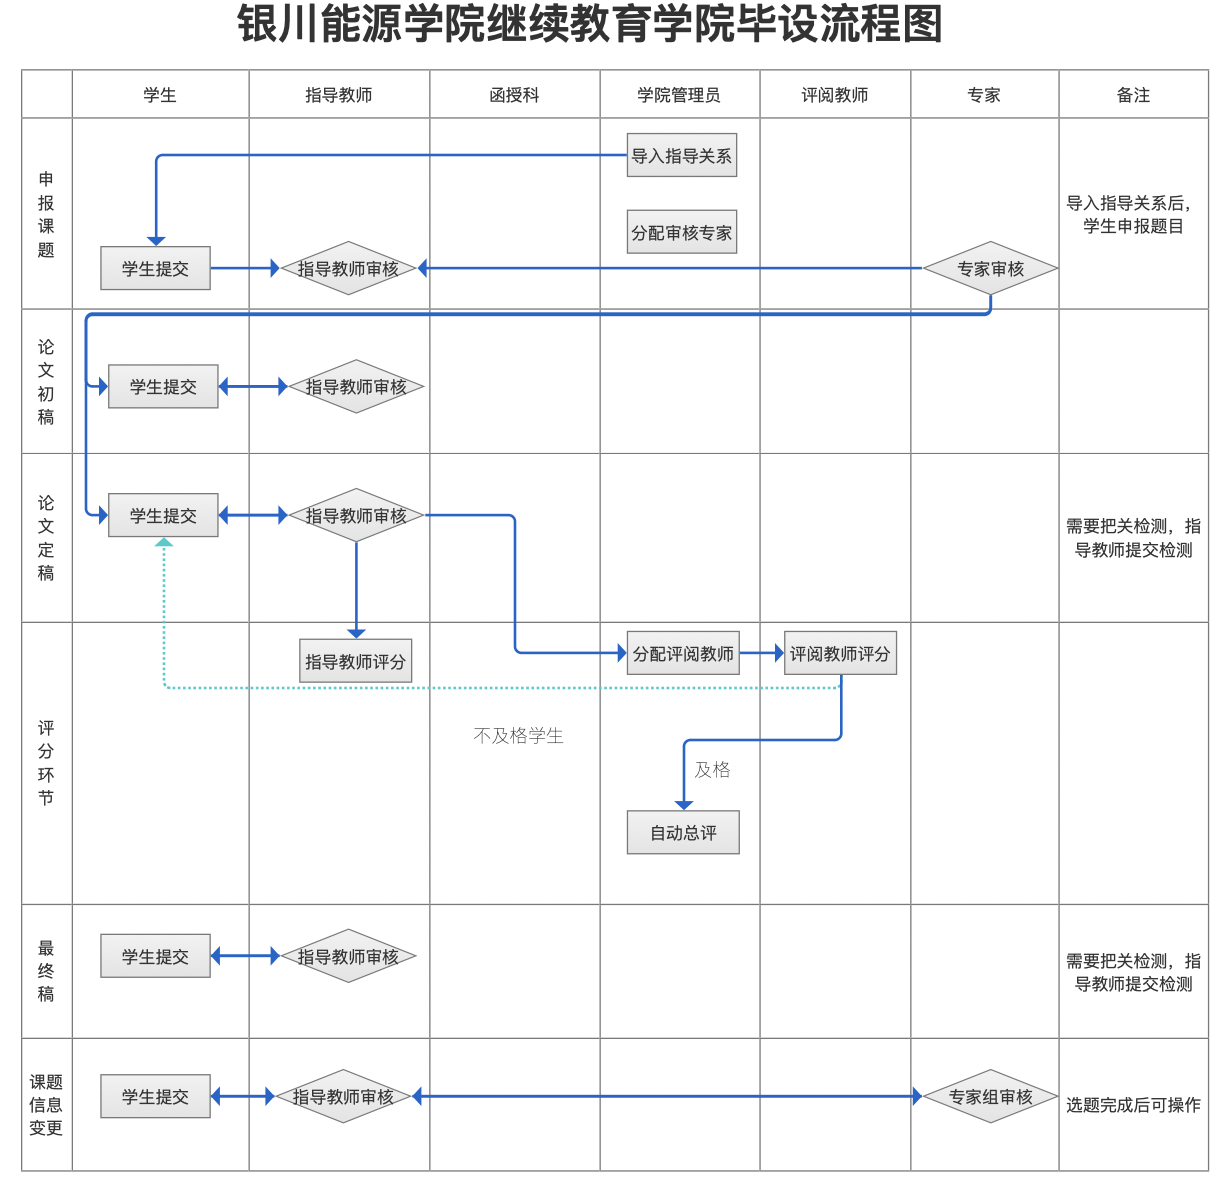 银川能源学院继续教育学院毕设流程图
学生
指导教师
函授科
学院管理员
评阅教师
专家
备注
申
报
课
题
导入指导关系
分配审核专家
学生提交
指导教师审核
专家审核
导入指导关系后，
学生申报题目
论
文
初
稿
学生提交
指导教师审核
论
文
定
稿
学生提交
指导教师审核
需要把关检测，指
导教师提交检测
评
分
环
节
指导教师评分
分配评阅教师
评阅教师评分
不及格学生
及格
自动总评
最
终
稿
学生提交
指导教师审核
需要把关检测，指
导教师提交检测
课题
信息
变更
学生提交
指导教师审核
专家组审核
选题完成后可操作